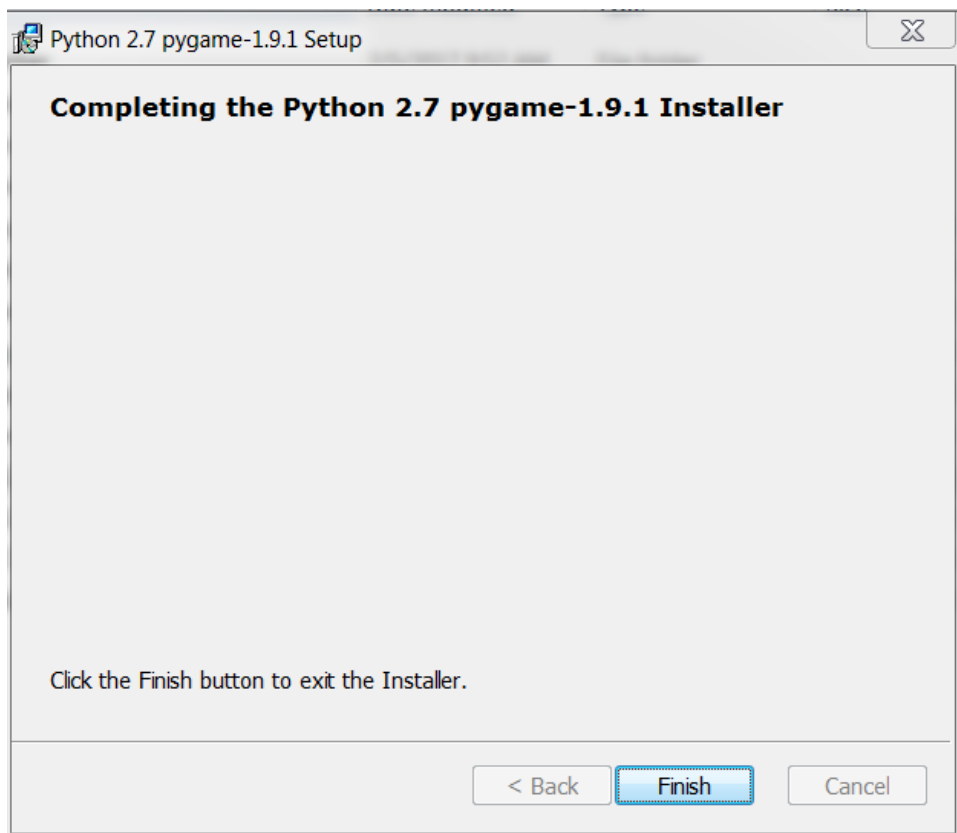 Python 2.7 pygame-1.9.1 Setup
Completing the Python 2.7 pygame-1.9.1 Installer
Click the Finish button to exit the Installer.
< Back Finish Cancel